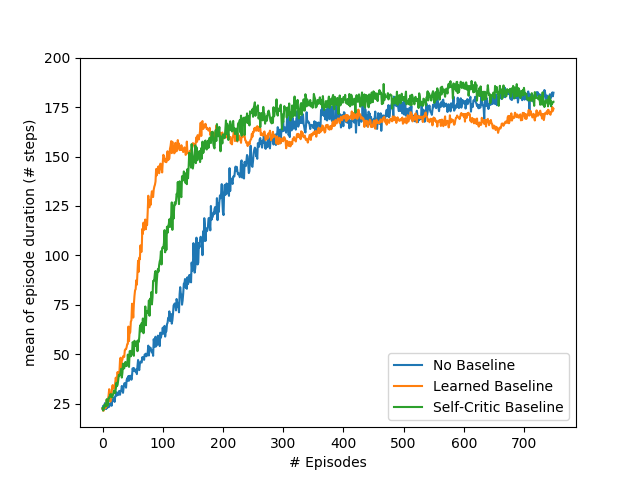 mean of episode duration (# steps)
200
175
150
125
100
75
50
25
0 100 200 300 400 500 600 700
# Episodes
No Baseline
Learned Baseline
Self-Critic Baseline